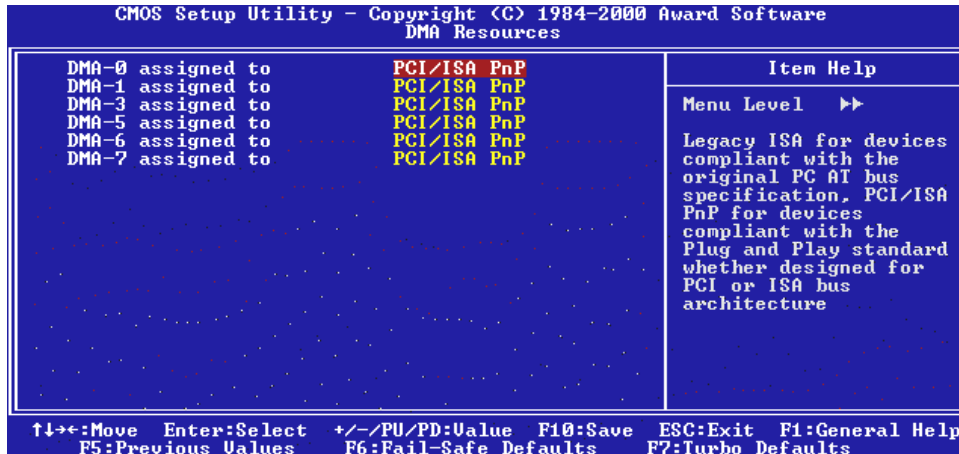 CMOS Setup Utility - Copyright (C) 1984-2000 Award Software
DMA Resources
DMA-0 assigned to PCI/ISA PnP
DMA-1 assigned to PCI/ISA PnP
DMA-3 assigned to PCI/ISA PnP
DMA-5 assigned to PCI/ISA PnP
DMA-6 assigned to PCI/ISA PnP
DMA-7 assigned to PCI/ISA PnP
Item Help
Menu Level ▶▶
Legacy ISA for devices
compliant with the
original PC AT bus
specification, PCI/ISA
PnP for devices
compliant with the
Plug and Play standard
whether designed for
PCI or ISA bus
architecture
↑↓→←:Move Enter:Select +/-/PU/PD:Value F10:Save ESC:Exit F1:General Help
F5:Previous Values F6:Fail-Safe Defaults F7:Turbo Defaults